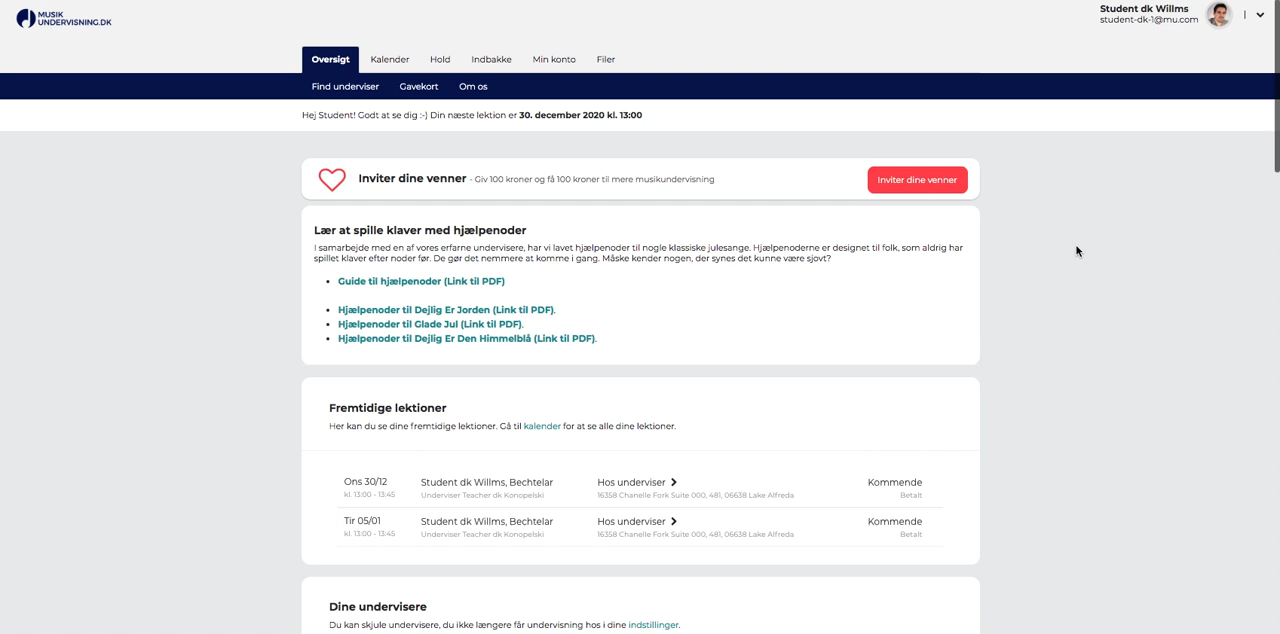 MUSIK
UNDERVISNING.DK
Student dk Willms
student-dk-1@mu.com
Oversigt Kalender Hold Indbakke Min konto Filer
Find underviser Gavekort Om os
Hej Student! Godt at se dig :-) Din næste lektion er 30. december 2020 kl. 13:00
Inviter dine venner - Giv 100 kroner og få 100 kroner til mere musikundervisning
Inviter dine venner
Lær at spille klaver med hjælpenoder
I samarbejde med en af vores erfarne undervisere, har vi lavet hjælpenoder til nogle klassiske julesange. Hjælpenoderne er designet til folk, som aldrig har
spillet klaver efter noder før. De gør det nemmere at komme i gang. Måske kender nogen, der synes det kunne være sjovt?
• Guide til hjælpenoder (Link til PDF)
• Hjælpenoder til Dejlig Er Jorden (Link til PDF).
• Hjælpenoder til Glade Jul (Link til PDF).
• Hjælpenoder til Dejlig Er Den Himmelblå (Link til PDF).
Fremtidige lektioner
Her kan du se dine fremtidige lektioner. Gå til kalender for at se alle dine lektioner.
Ons 30/12 Student dk Willms, Bechtelar Hos underviser Kommende
kl. 13:00 - 13:45 Underviser Teacher dk Konopelski 16358 Chanelle Fork Suite 000, 481, 06638 Lake Alfreda Betalt
Tir 05/01 Student dk Willms, Bechtelar Hos underviser Kommende
kl. 13:00 - 13:45 Underviser Teacher dk Konopelski 16358 Chanelle Fork Suite 000, 481, 06638 Lake Alfreda Betalt
Dine undervisere
Du kan skjule undervisere, du ikke længere får undervisning hos i dine indstillinger.